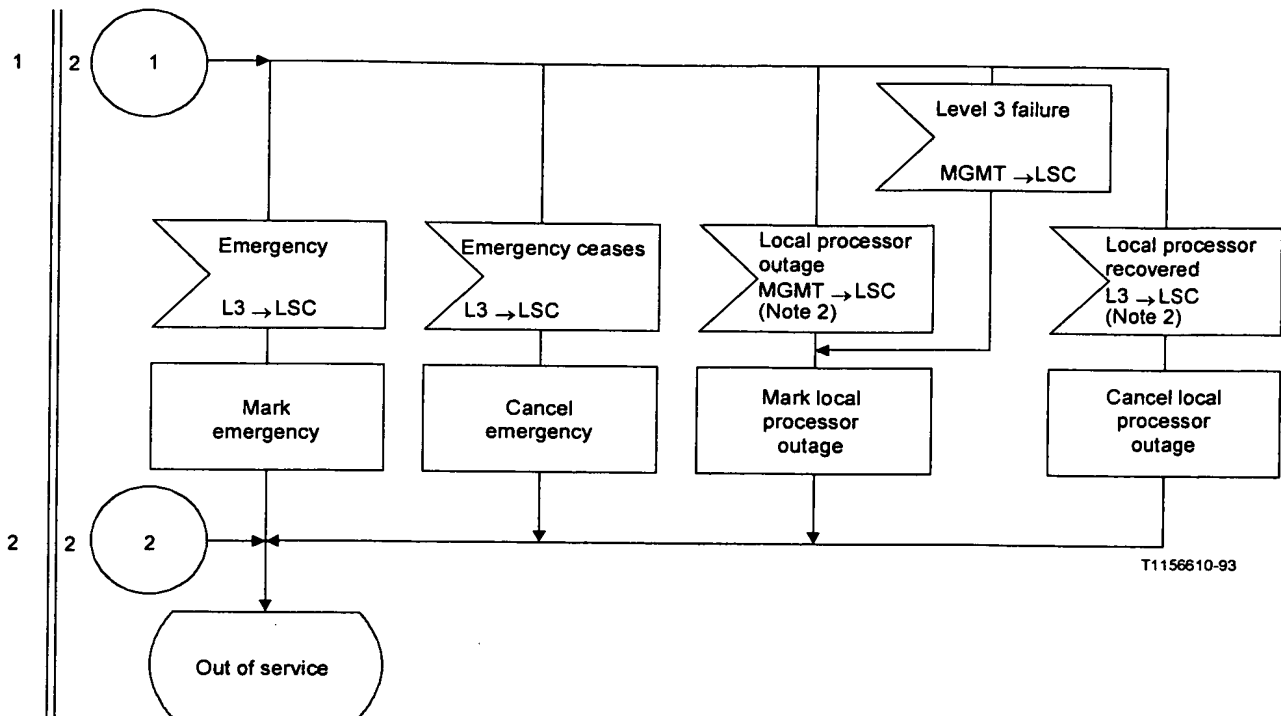 1
2
1
Level 3 failure
MGMT →LSC
Emergency
L3 →LSC
Emergency ceases
L3 →LSC
Local processor
outage
MGMT →LSC
(Note 2)
Local processor
recovered
L3 →LSC
(Note 2)
Mark
emergency
Cancel
emergency
Mark local
processor
outage
Cancel local
processor
outage
2
2
2
T1156610-93
Out of service